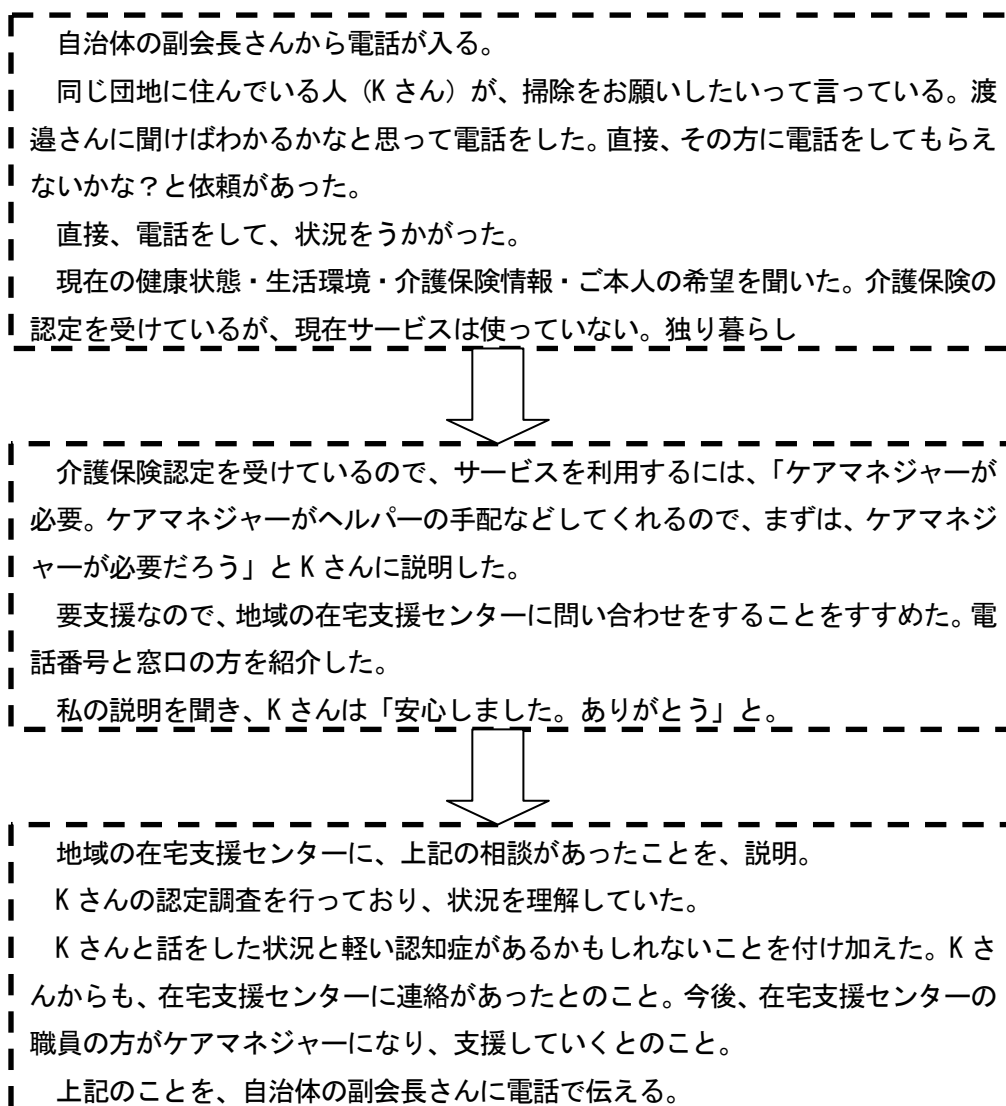 自治体の副会長さんから電話が入る。
同じ団地に住んでいる人（Kさん）が、掃除をお願いしたいって言っている。渡
邉さんに聞けばわかるかなと思って電話をした。直接、その方に電話をしてもらえ
ないかな？と依頼があった。
直接、電話をして、状況をうかがった。
現在の健康状態・生活環境・介護保険情報・ご本人の希望を聞いた。介護保険の
認定を受けているが、現在サービスは使っていない。独り暮らし
介護保険認定を受けているので、サービスを利用するには、「ケアマネジャーが
必要。ケアマネジャーがヘルパーの手配などしてくれるので、まずは、ケアマネジ
ャーが必要だろう」とKさんに説明した。
要支援なので、地域の在宅支援センターに問い合わせをすることをすすめた。電
話番号と窓口の方を紹介した。
私の説明を聞き、Kさんは「安心しました。ありがとう」と。
地域の在宅支援センターに、上記の相談があったことを、説明。
Kさんの認定調査を行っており、状況を理解していた。
Kさんと話をした状況と軽い認知症があるかもしれないことを付け加えた。Kさ
んからも、在宅支援センターに連絡があったとのこと。今後、在宅支援センターの
職員の方がケアマネジャーになり、支援していくとのこと。
上記のことを、自治体の副会長さんに電話で伝える。